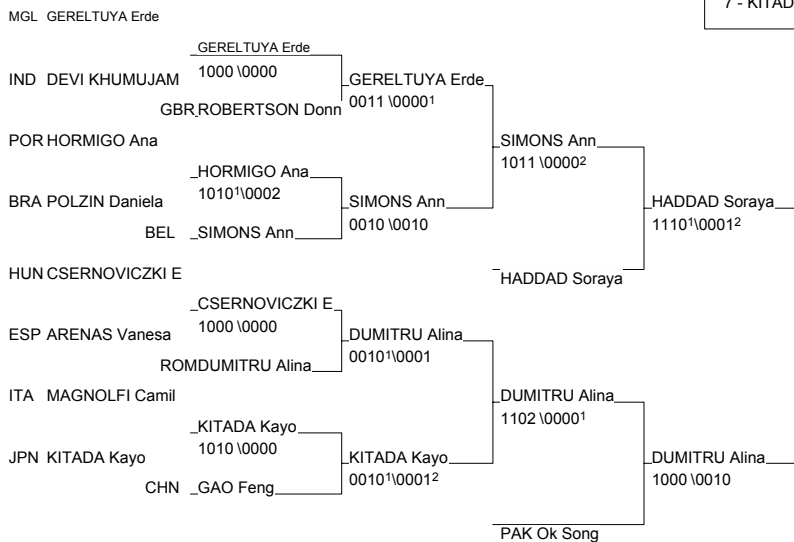 7 - KITAD
MGL GERELTUYA Erde
GERELTUYA Erde
IND DEVI KHUMUJAM 1000 \0000 GERELTUYA Erde
GBR ROBERTSON Donn 0011 \0000¹
POR HORMIGO Ana SIMONS Ann
1011 \0000²
HORMIGO Ana
BRA POLZIN Daniela 1010¹\0002 SIMONS Ann HADDAD Soraya
BEL SIMONS Ann 0010 \0010 1110¹\0001²
HUN CSERNOVICZKI E HADDAD Soraya
CSERNOVICZKI E
ESP ARENAS Vanesa 1000 \0000 DUMITRU Alina
ROMDUMITRU Alina 0010¹\0001
ITA MAGNOLFI Camil DUMITRU Alina
1102 \0000¹
KITADA Kayo
JPN KITADA Kayo 1010 \0000 KITADA Kayo DUMITRU Alina
CHN GAO Feng 0010¹\0001² 1000 \0010
PAK Ok Song